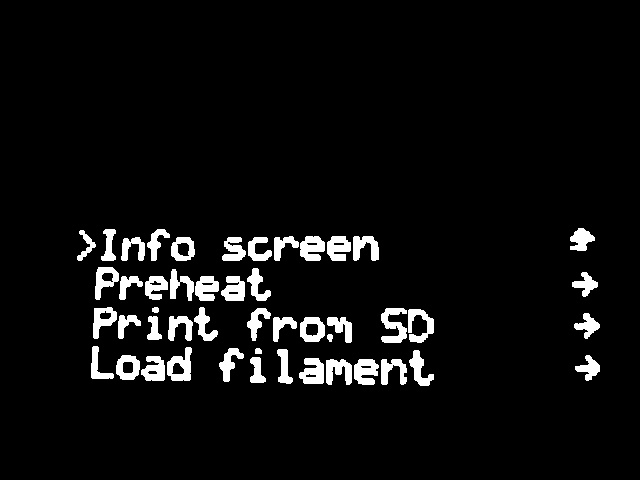 >Info screen ↑
Preheat →
Print from SD →
Load filament →